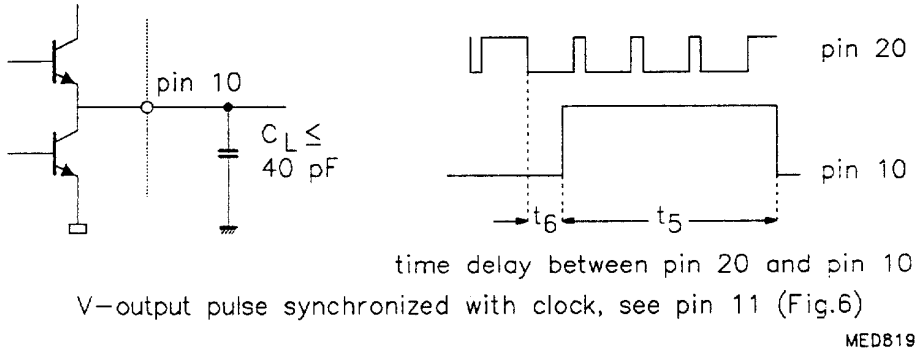 pin 10
C_L ≤
40 pF
pin 20
pin 10
t6
t5
time delay between pin 20 and pin 10
V-output pulse synchronized with clock, see pin 11 (Fig.6)
MED819